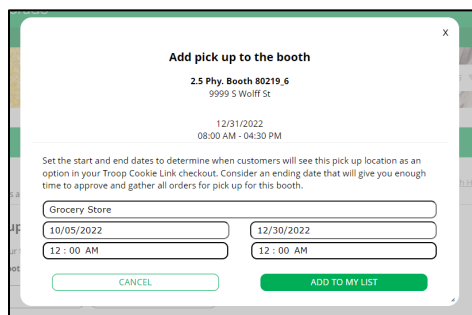 X
Add pick up to the booth
2.5 Phy. Booth 80219_6
9999 S Wolff St
12/31/2022
08:00 AM - 04:30 PM
Set the start and end dates to determine when customers will see this pick up location as an
option in your Troop Cookie Link checkout. Consider an ending date that will give you enough
time to approve and gather all orders for pick up for this booth.
Grocery Store
10/05/2022 12/30/2022
12 : 00 AM 12 : 00 AM
CANCEL ADD TO MY LIST